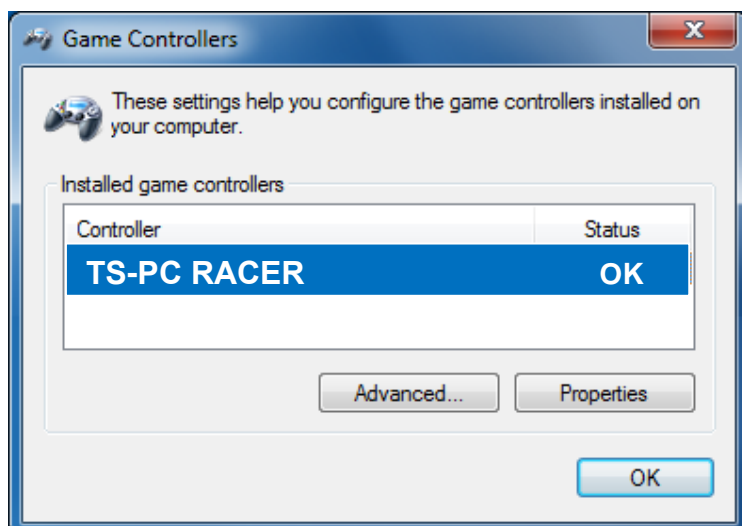 Game Controllers
These settings help you configure the game controllers installed on
your computer.
Installed game controllers
Controller Status
TS-PC RACER OK
Advanced... Properties
OK